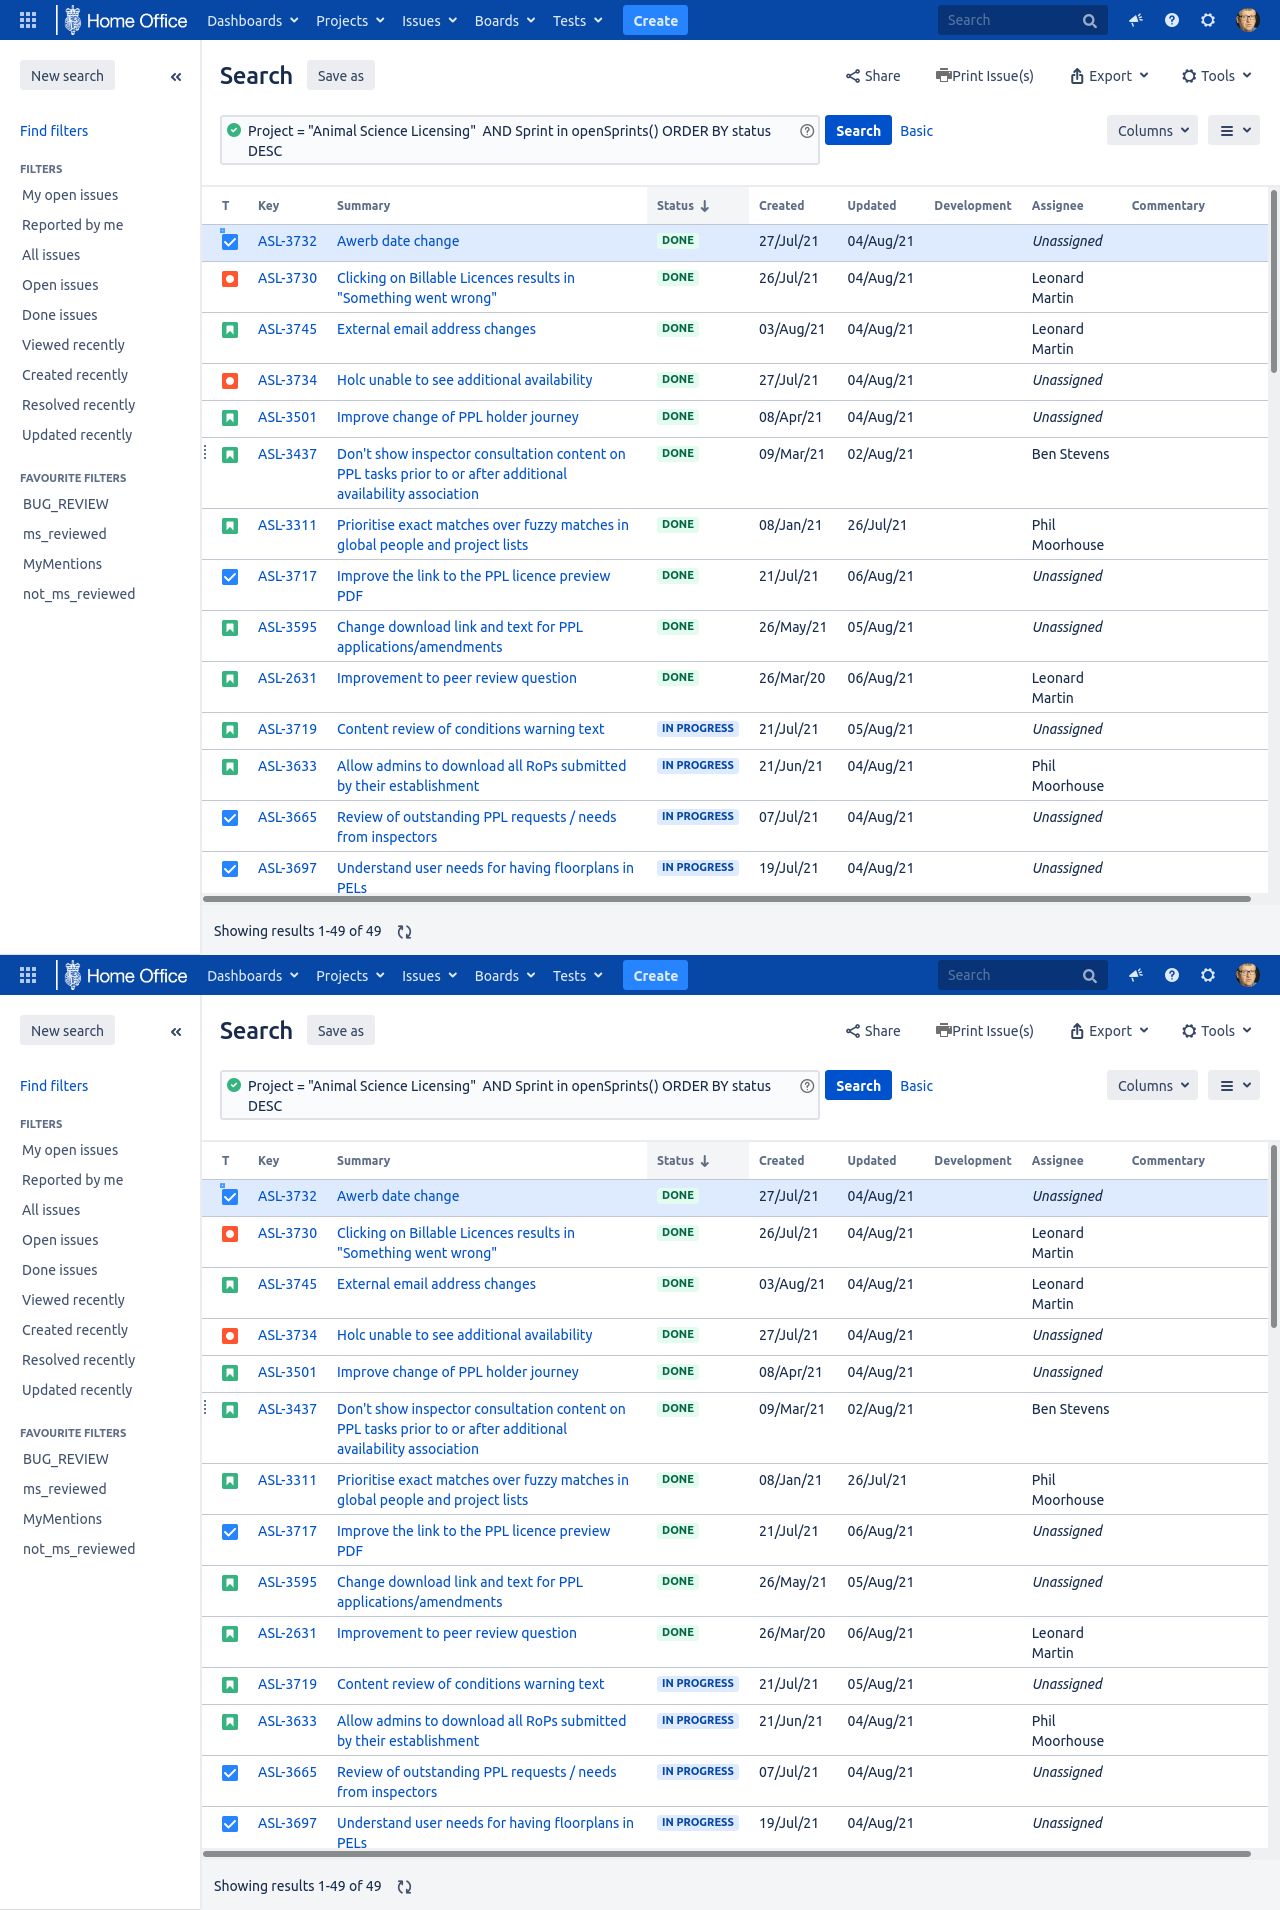 Home Office Dashboards Projects Issues Boards Tests Create Search
New search
Search Save as Share Print Issue(s) Export Tools
Find filters
Project = "Animal Science Licensing"  AND Sprint in openSprints() ORDER BY status
DESC
Search Basic Columns
FILTERS
My open issues
Reported by me
All issues
Open issues
Done issues
Viewed recently
Created recently
Resolved recently
Updated recently
FAVOURITE FILTERS
BUG_REVIEW
ms_reviewed
MyMentions
not_ms_reviewed
T Key Summary Status Created Updated Development Assignee Commentary
ASL-3732 Awerb date change DONE 27/Jul/21 04/Aug/21 Unassigned
ASL-3730 Clicking on Billable Licences results in DONE 26/Jul/21 04/Aug/21 Leonard
"Something went wrong" Martin
ASL-3745 External email address changes DONE 03/Aug/21 04/Aug/21 Leonard
Martin
ASL-3734 Holc unable to see additional availability DONE 27/Jul/21 04/Aug/21 Unassigned
ASL-3501 Improve change of PPL holder journey DONE 08/Apr/21 04/Aug/21 Unassigned
ASL-3437 Don't show inspector consultation content on DONE 09/Mar/21 02/Aug/21 Ben Stevens
PPL tasks prior to or after additional
availability association
ASL-3311 Prioritise exact matches over fuzzy matches in DONE 08/Jan/21 26/Jul/21 Phil
global people and project lists Moorhouse
ASL-3717 Improve the link to the PPL licence preview DONE 21/Jul/21 06/Aug/21 Unassigned
PDF
ASL-3595 Change download link and text for PPL DONE 26/May/21 05/Aug/21 Unassigned
applications/amendments
ASL-2631 Improvement to peer review question DONE 26/Mar/20 06/Aug/21 Leonard
Martin
ASL-3719 Content review of conditions warning text IN PROGRESS 21/Jul/21 05/Aug/21 Unassigned
ASL-3633 Allow admins to download all RoPs submitted IN PROGRESS 21/Jun/21 04/Aug/21 Phil
by their establishment Moorhouse
ASL-3665 Review of outstanding PPL requests / needs IN PROGRESS 07/Jul/21 04/Aug/21 Unassigned
from inspectors
ASL-3697 Understand user needs for having floorplans in IN PROGRESS 19/Jul/21 04/Aug/21 Unassigned
PELs
Showing results 1-49 of 49
Home Office Dashboards Projects Issues Boards Tests Create Search
New search
Search Save as Share Print Issue(s) Export Tools
Find filters
Project = "Animal Science Licensing"  AND Sprint in openSprints() ORDER BY status
DESC
Search Basic Columns
FILTERS
My open issues
Reported by me
All issues
Open issues
Done issues
Viewed recently
Created recently
Resolved recently
Updated recently
FAVOURITE FILTERS
BUG_REVIEW
ms_reviewed
MyMentions
not_ms_reviewed
T Key Summary Status Created Updated Development Assignee Commentary
ASL-3732 Awerb date change DONE 27/Jul/21 04/Aug/21 Unassigned
ASL-3730 Clicking on Billable Licences results in DONE 26/Jul/21 04/Aug/21 Leonard
"Something went wrong" Martin
ASL-3745 External email address changes DONE 03/Aug/21 04/Aug/21 Leonard
Martin
ASL-3734 Holc unable to see additional availability DONE 27/Jul/21 04/Aug/21 Unassigned
ASL-3501 Improve change of PPL holder journey DONE 08/Apr/21 04/Aug/21 Unassigned
ASL-3437 Don't show inspector consultation content on DONE 09/Mar/21 02/Aug/21 Ben Stevens
PPL tasks prior to or after additional
availability association
ASL-3311 Prioritise exact matches over fuzzy matches in DONE 08/Jan/21 26/Jul/21 Phil
global people and project lists Moorhouse
ASL-3717 Improve the link to the PPL licence preview DONE 21/Jul/21 06/Aug/21 Unassigned
PDF
ASL-3595 Change download link and text for PPL DONE 26/May/21 05/Aug/21 Unassigned
applications/amendments
ASL-2631 Improvement to peer review question DONE 26/Mar/20 06/Aug/21 Leonard
Martin
ASL-3719 Content review of conditions warning text IN PROGRESS 21/Jul/21 05/Aug/21 Unassigned
ASL-3633 Allow admins to download all RoPs submitted IN PROGRESS 21/Jun/21 04/Aug/21 Phil
by their establishment Moorhouse
ASL-3665 Review of outstanding PPL requests / needs IN PROGRESS 07/Jul/21 04/Aug/21 Unassigned
from inspectors
ASL-3697 Understand user needs for having floorplans in IN PROGRESS 19/Jul/21 04/Aug/21 Unassigned
PELs
Showing results 1-49 of 49